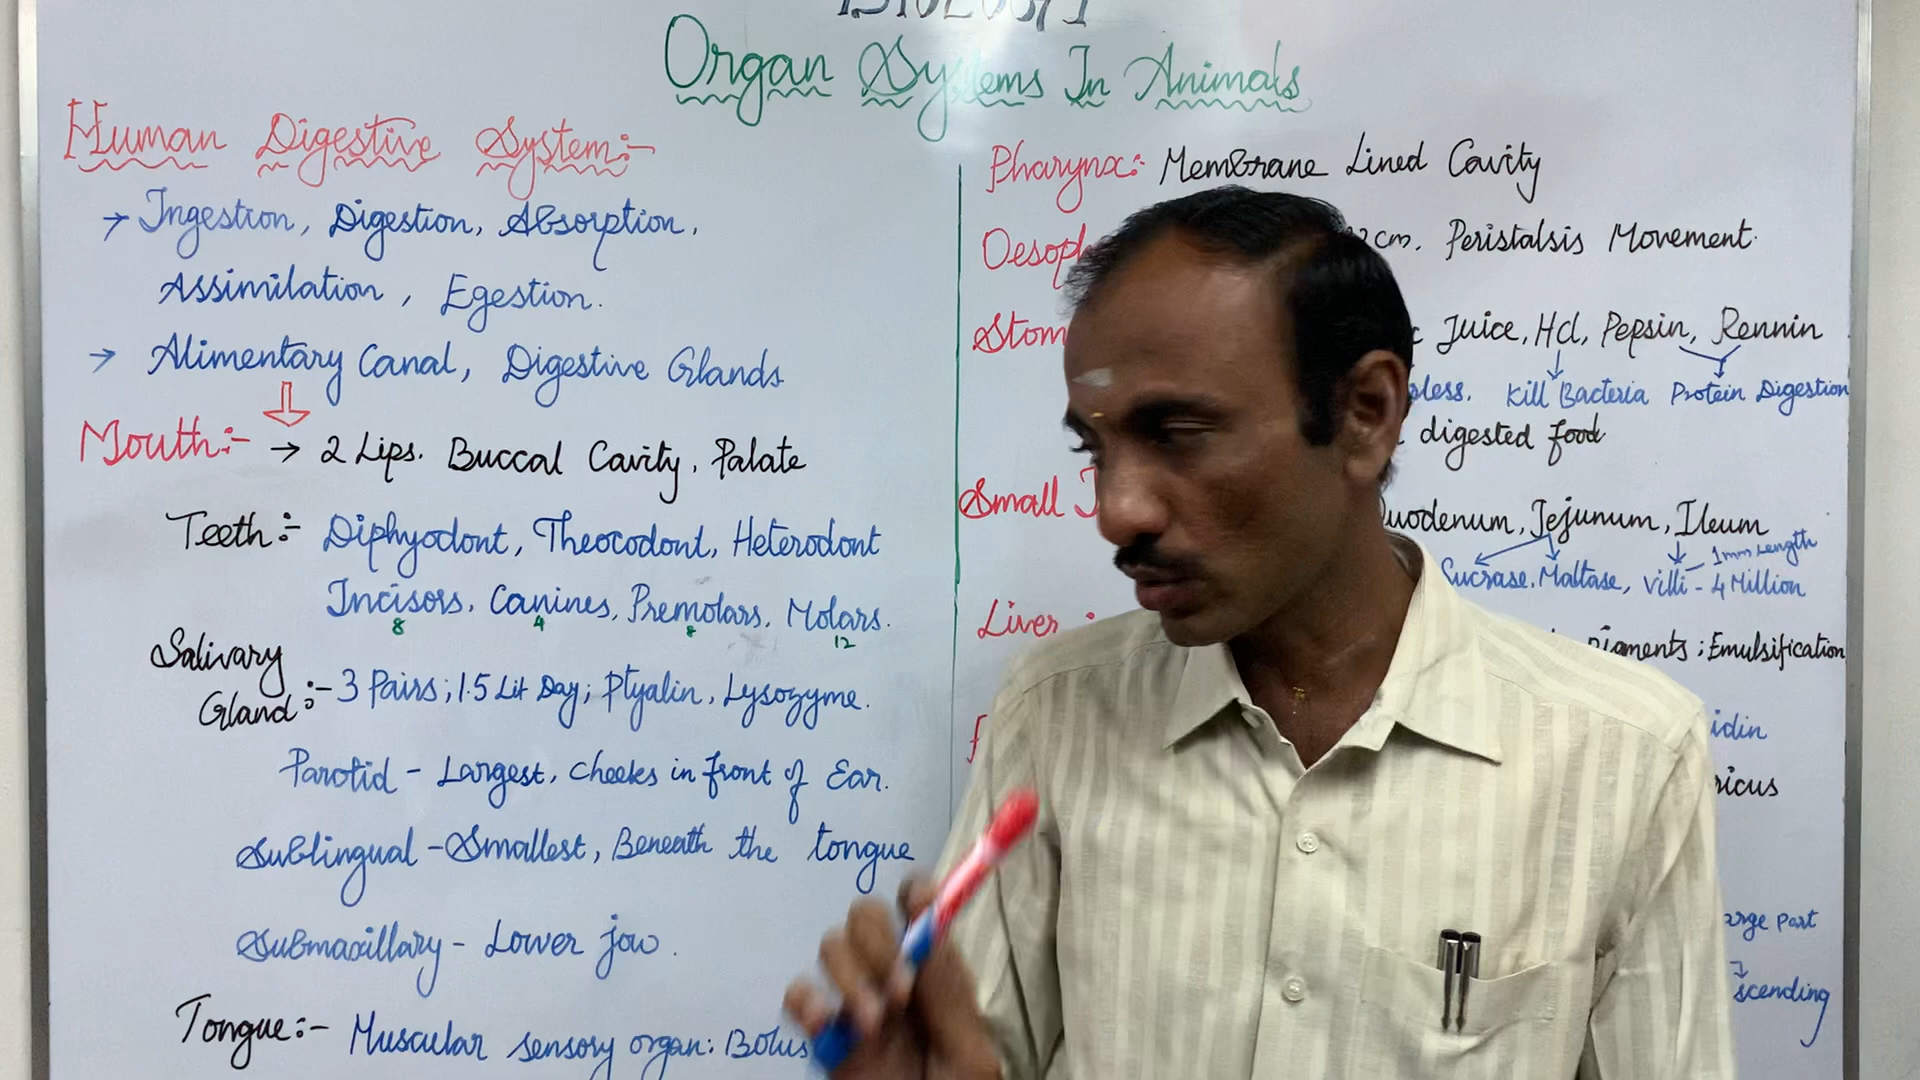 Organ Systems In Animals
Human Digestive System:-
→ Ingestion, Digestion, Absorption,
Assimilation, Egestion.
→ Alimentary Canal, Digestive Glands
Mouth:- → 2 Lips. Buccal Cavity, Palate
Teeth:- Diphyodont, Theocodont, Heterodont
Incisors, Canines, Premolars, Molars.
8 4 8 12
Salivary
Gland:- 3 Pairs; 1.5 Lit Day; Ptyalin, Lysozyme.
Parotid - Largest, cheeks in front of Ear.
Sublingual - Smallest, Beneath the tongue
Submaxillary - Lower jow.
Tongue:- Muscular sensory organ: Bolus
Pharynx:- Membrane Lined Cavity
Oesoph cm. Peristalsis Movement.
Stom Juice, Hcl, Pepsin, Rennin
less. Kill Bacteria Protein Digestion
digested food
Small uodenum, Jejunum, Ileum
1mm Length
Sucrase. Maltase, Villi - 4 Million
Liver : pigments ; Emulsification
idin
ricus
arge part
scending